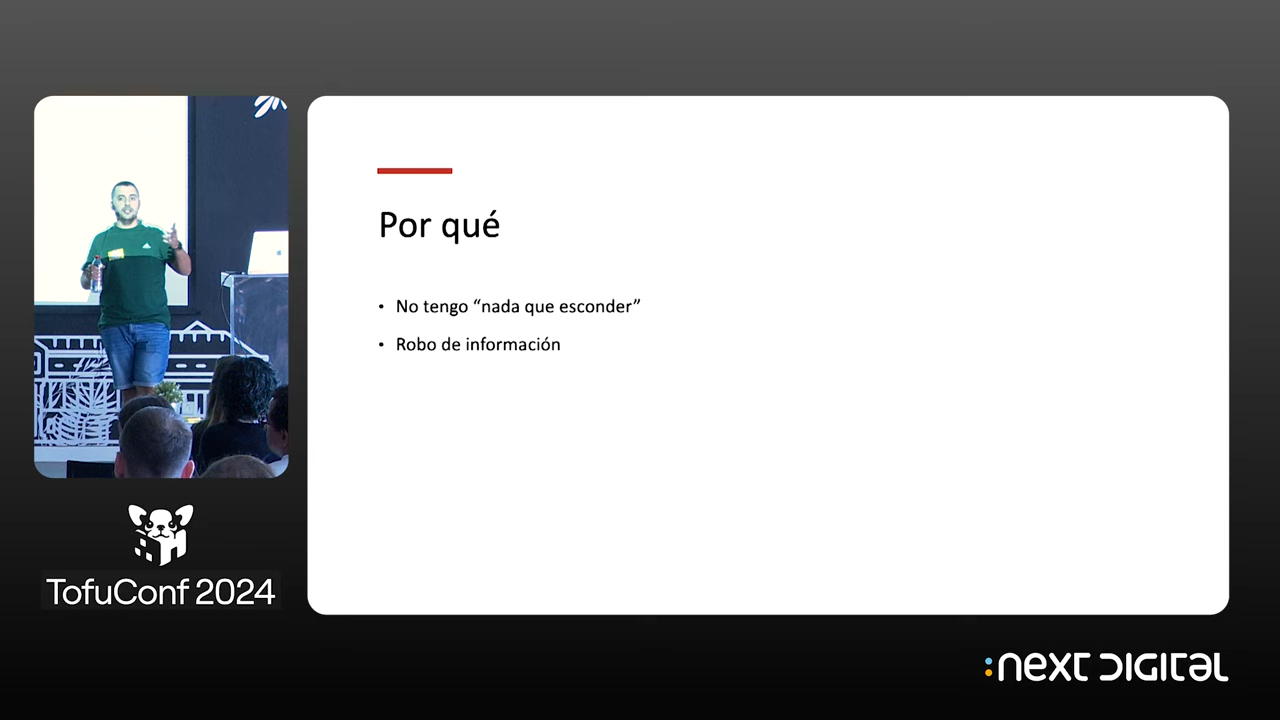 Por qué
• No tengo “nada que esconder”
• Robo de información
TofuConf 2024
:next digital